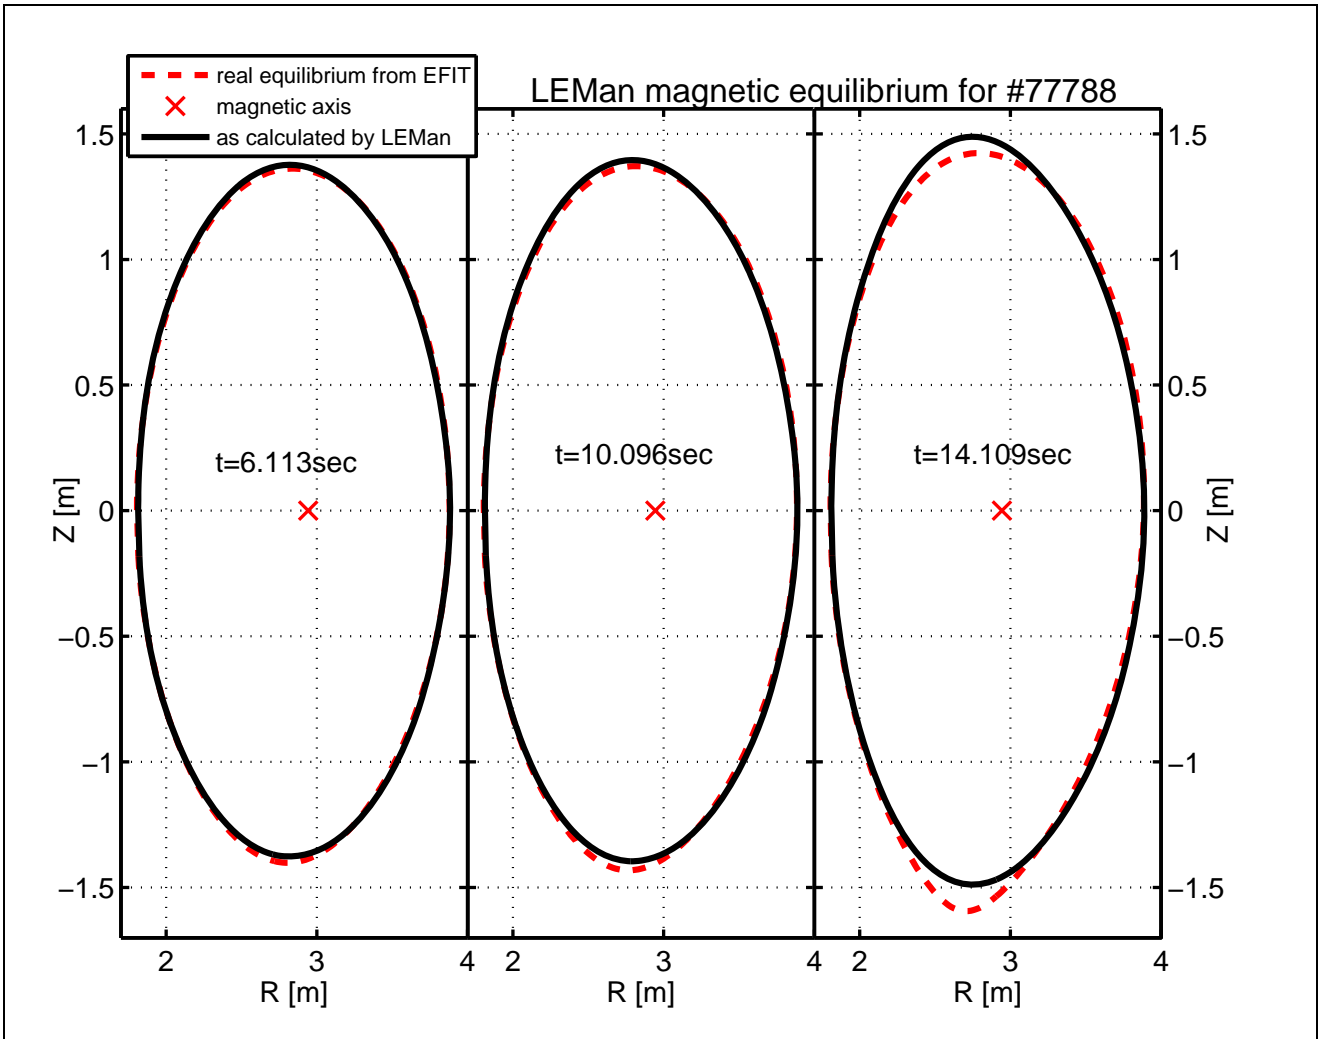 real equilibrium from EFIT
magnetic axis
as calculated by LEMan
LEMan magnetic equilibrium for #77788
1.5
1
0.5
0
−0.5
−1
−1.5
Z [m]
t=6.113sec
t=10.096sec
t=14.109sec
1.5
1
0.5
0
−0.5
−1
−1.5
Z [m]
2 3 4 2 3 4 2 3 4
R [m] R [m] R [m]